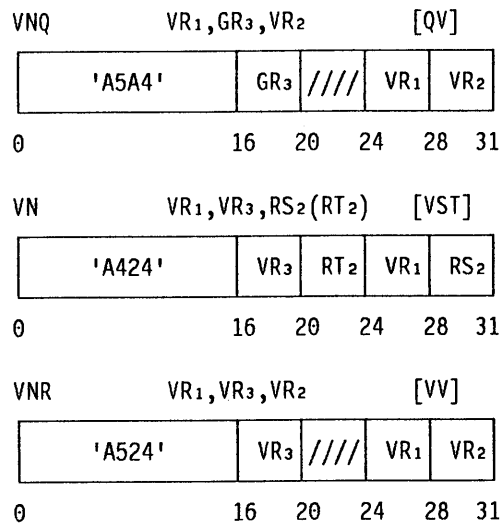 VNQ VR1,GR3,VR2 [QV]
'A5A4' GR3 //// VR1 VR2
0 16 20 24 28 31
VN VR1,VR3,RS2(RT2) [VST]
'A424' VR3 RT2 VR1 RS2
0 16 20 24 28 31
VNR VR1,VR3,VR2 [VV]
'A524' VR3 //// VR1 VR2
0 16 20 24 28 31